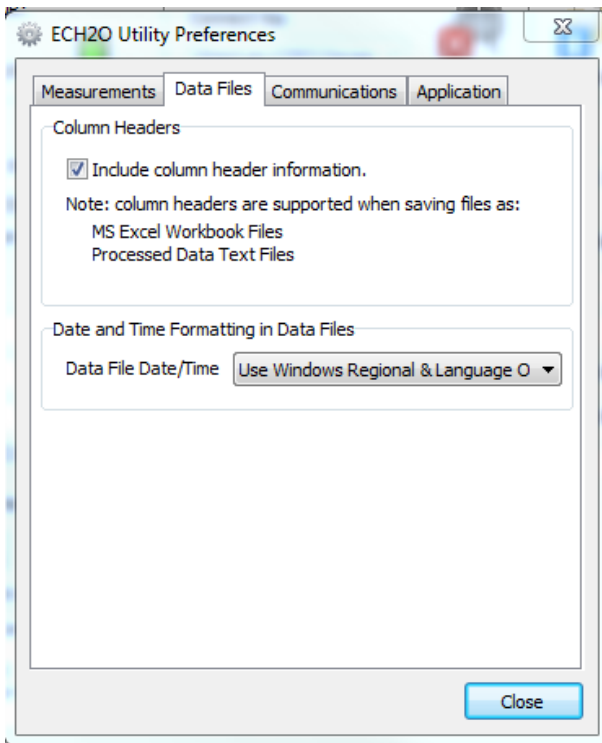 ECH2O Utility Preferences
Measurements Data Files Communications Application
Column Headers
Include column header information.
Note: column headers are supported when saving files as:
MS Excel Workbook Files
Processed Data Text Files
Date and Time Formatting in Data Files
Data File Date/Time Use Windows Regional & Language O
Close